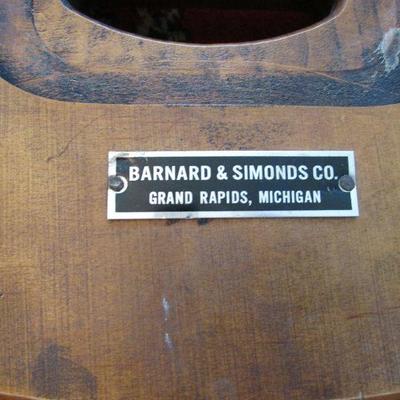 BARNARD & SIMONDS CO.
GRAND RAPIDS, MICHIGAN